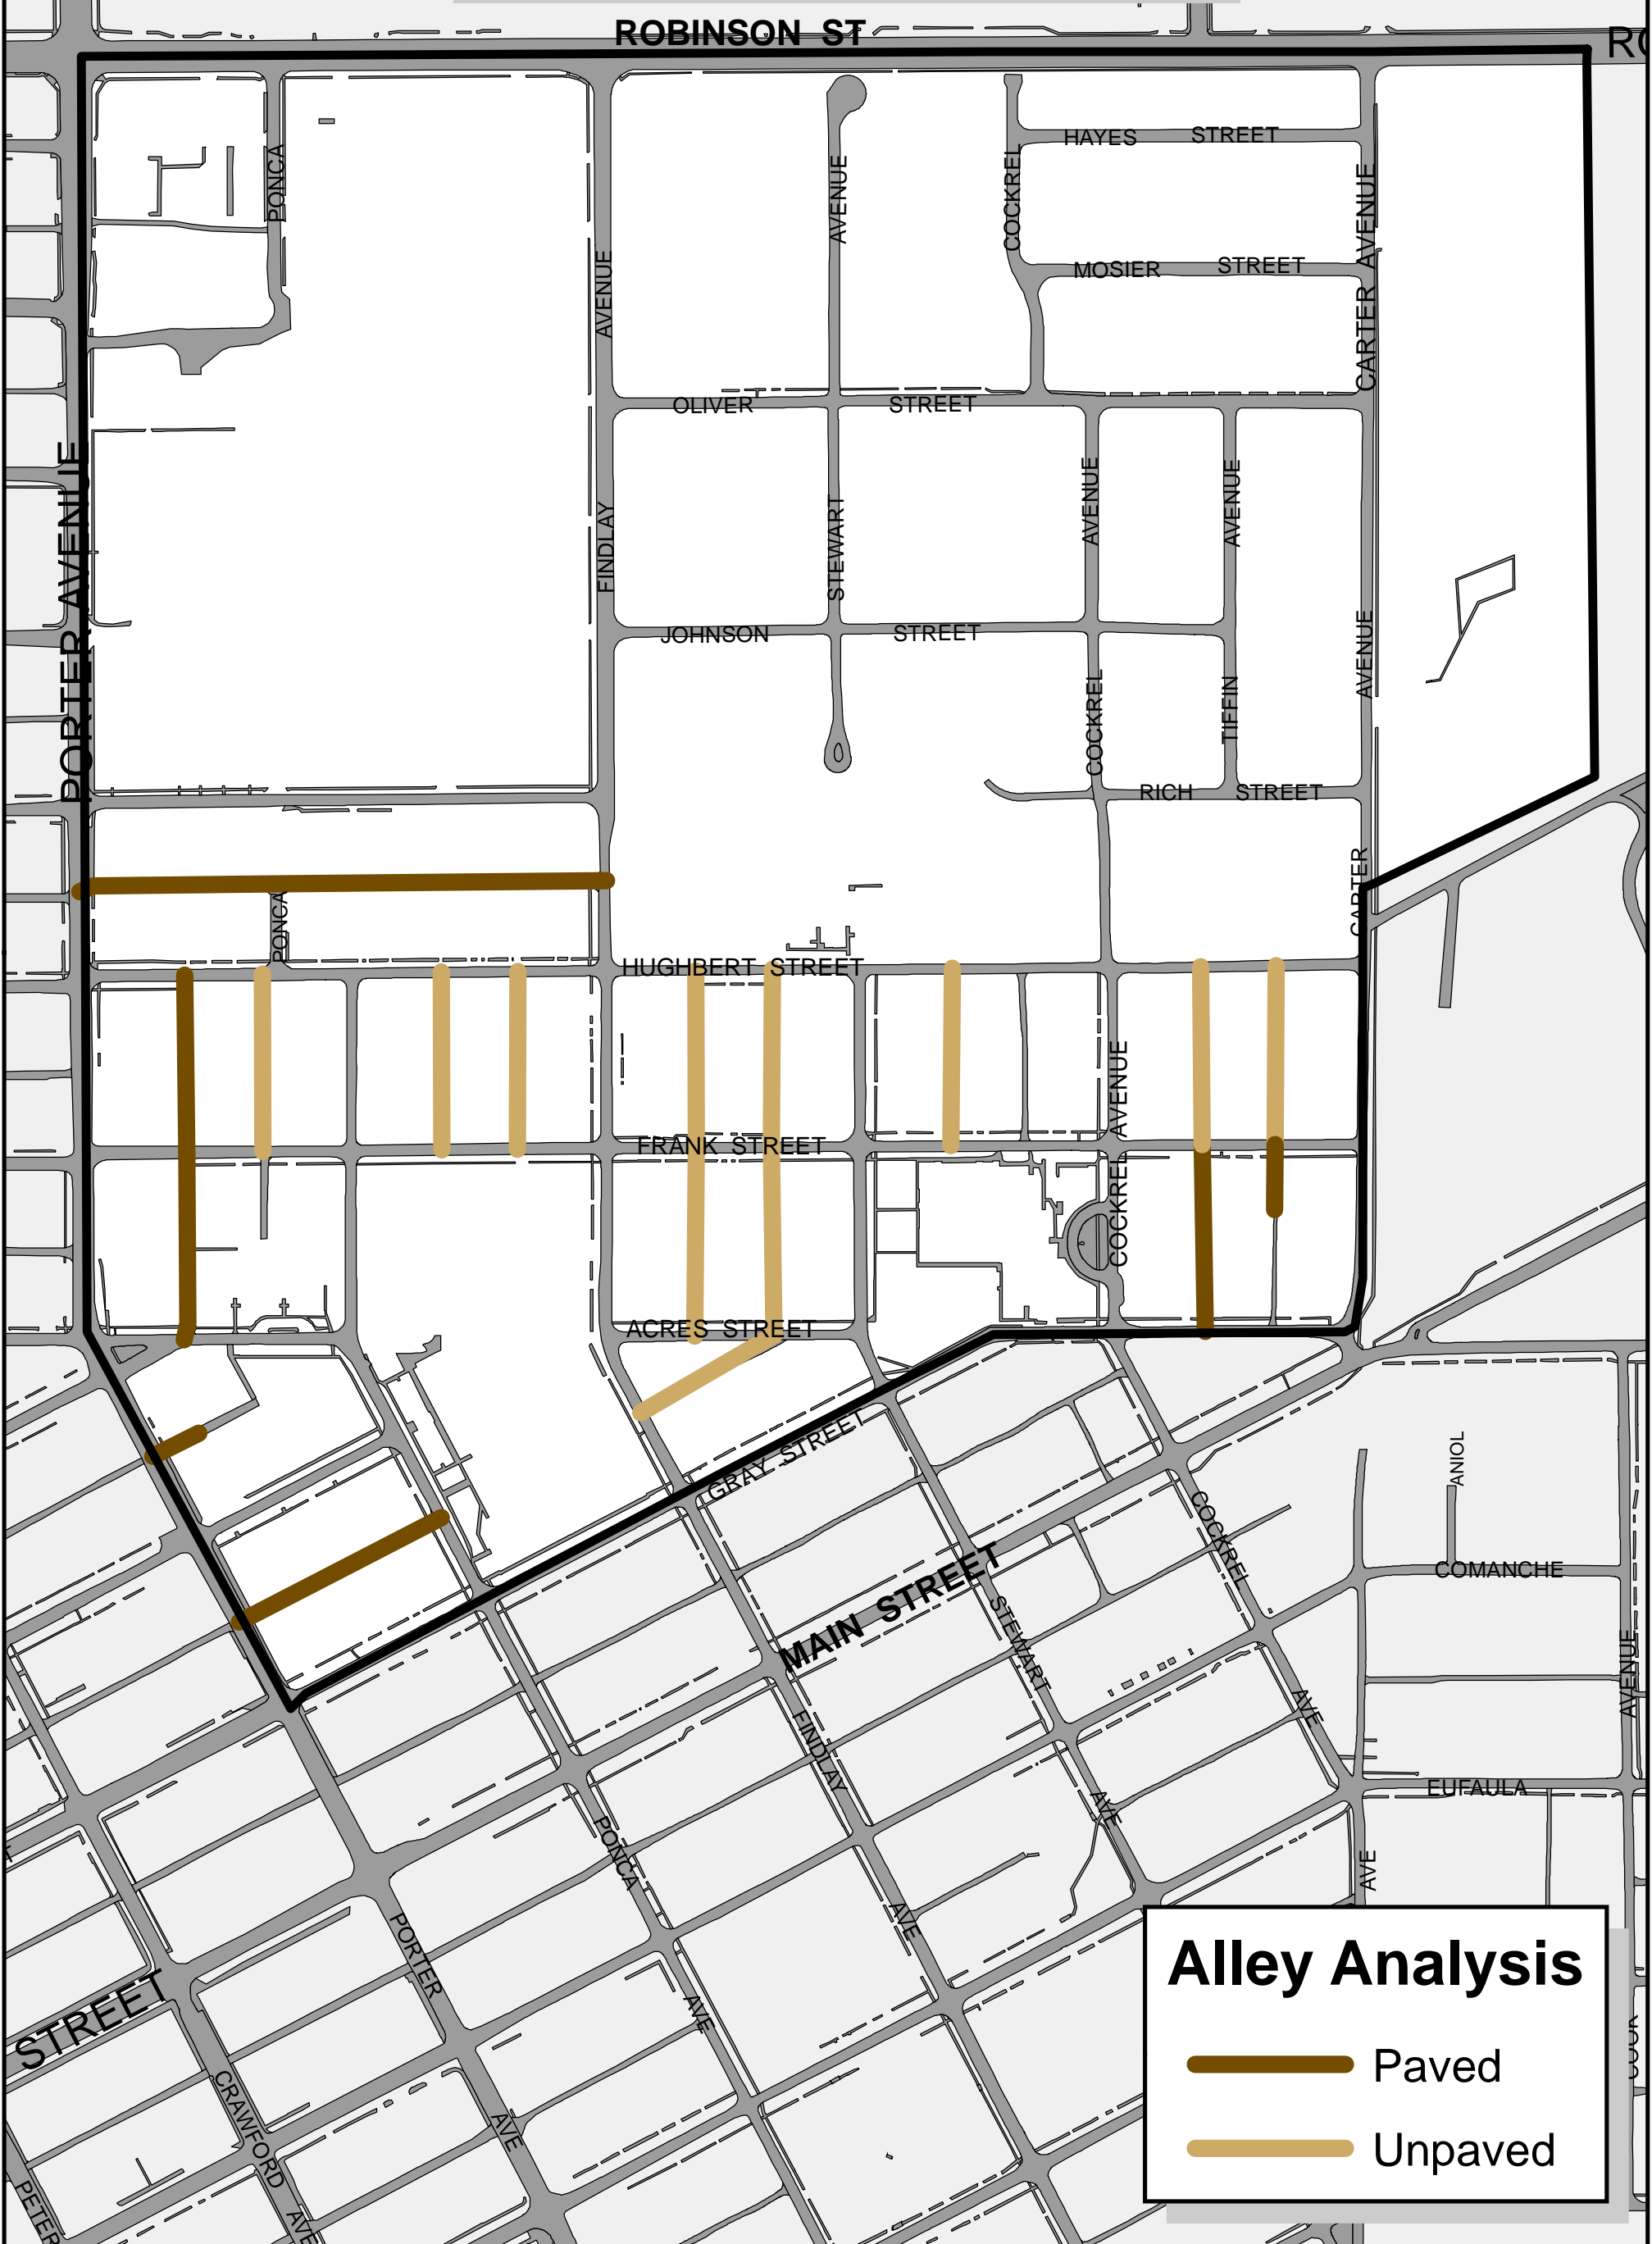 ROBINSON ST
HAYES STREET
PONCA
AVENUE
COCKREL
CARTER AVENUE
MOSIER STREET
AVENUE
OLIVER STREET
PORTER AVENUE
FINDLAY
STEWART
AVENUE
AVENUE
JOHNSON STREET
AVENUE
COCKREL
TIFFIN
RICH STREET
CARTER
PONCA
HUGHBERT STREET
COCKREL AVENUE
FRANK STREET
ACRES STREET
GRAY STREET
ANIOL
COCKREL
MAIN STREET
COMANCHE
STEWART
AVENUE
AVE
FINDLAY
EUFAULA
AVE
PONCA
AVE
AVE
PORTER
AVE
STREET
CRAWFORD AVE
AVE
PETER
COOK
Alley Analysis
Paved
Unpaved